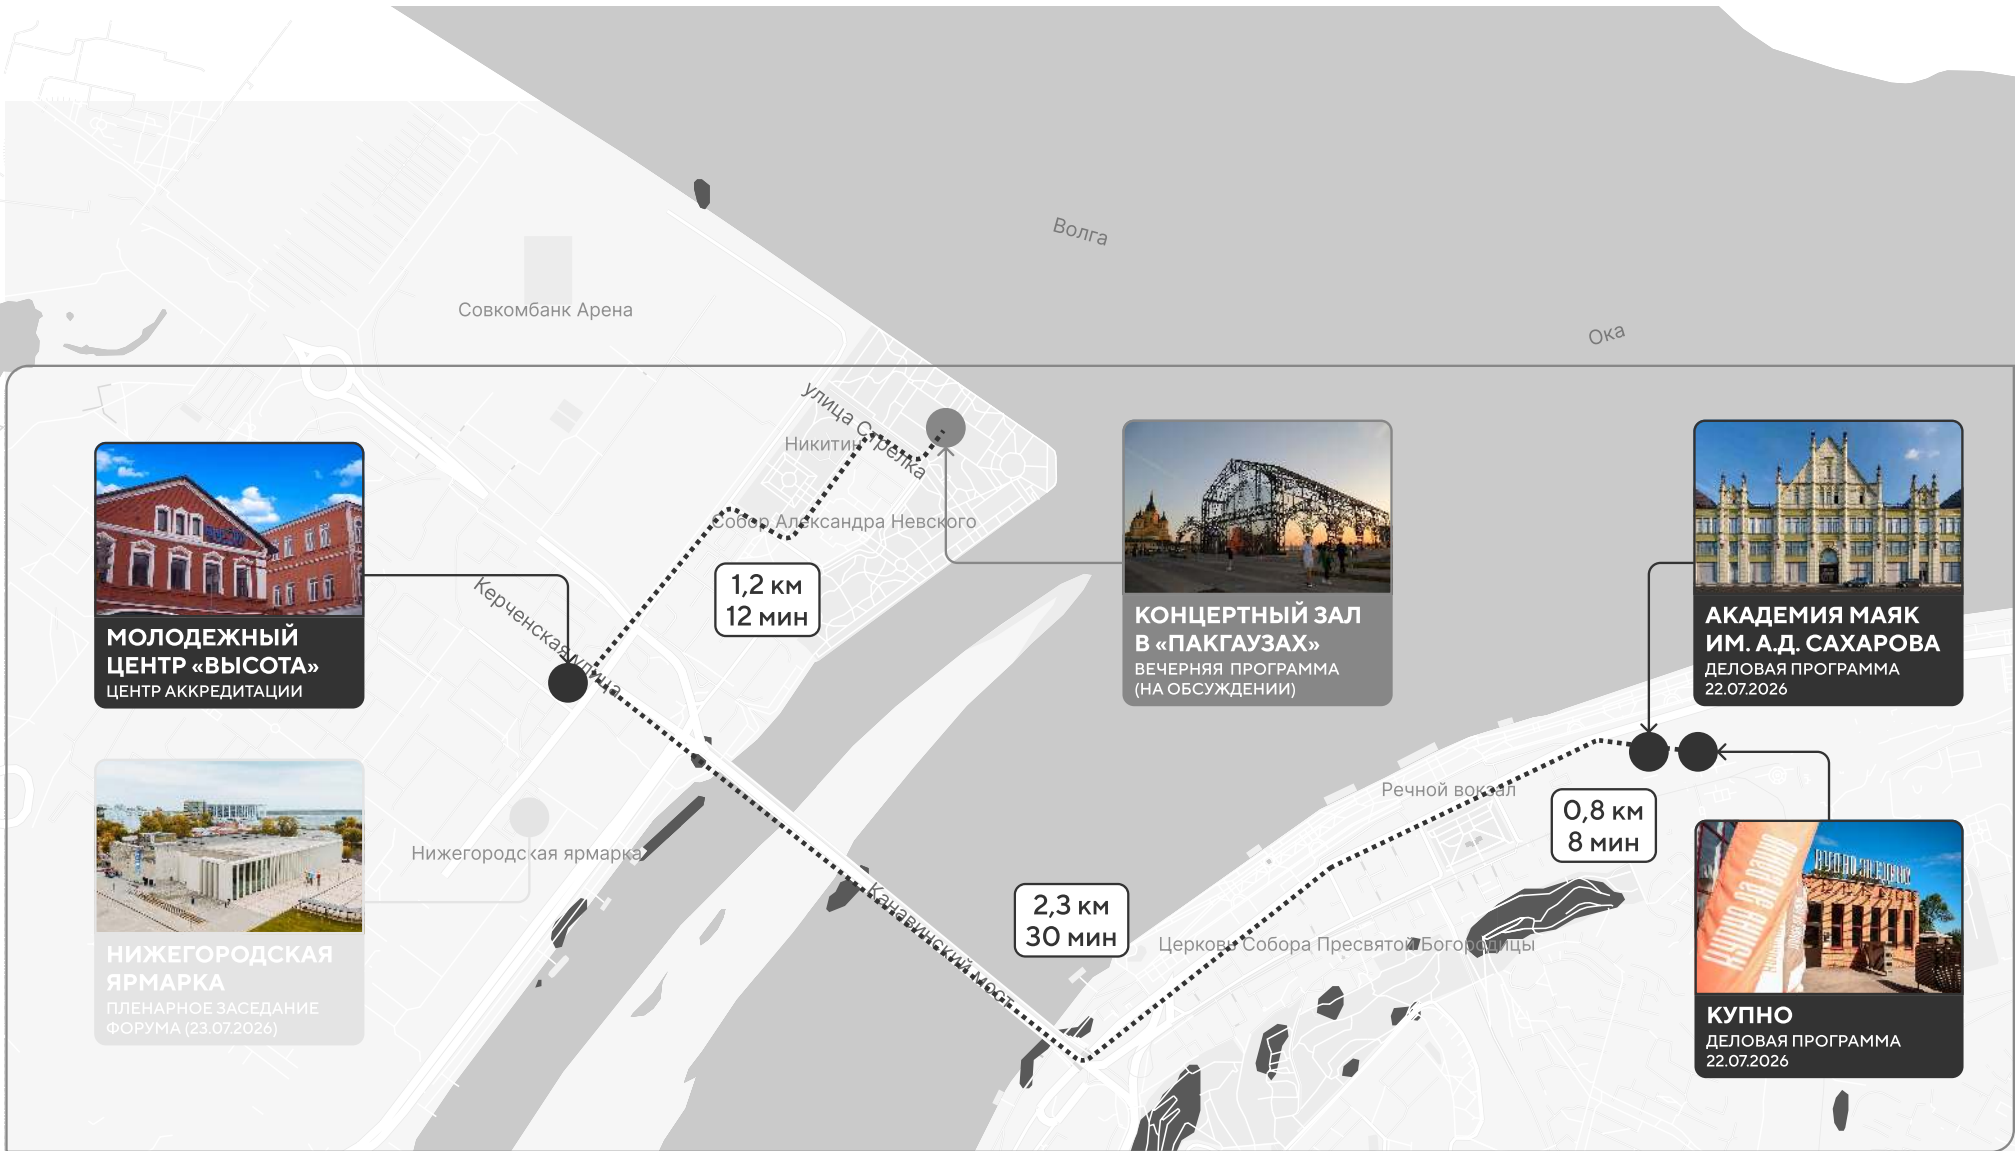 Волга
Ока
Совкомбанк Арена
улица Стрелка
Никитин
Собор Александра Невского
1,2 км
12 мин
Керченская улица
МОЛОДЕЖНЫЙ
ЦЕНТР «ВЫСОТА»
ЦЕНТР АККРЕДИТАЦИИ
КОНЦЕРТНЫЙ ЗАЛ
В «ПАКГАУЗАХ»
ВЕЧЕРНЯЯ ПРОГРАММА
(НА ОБСУЖДЕНИИ)
АКАДЕМИЯ МАЯК
ИМ. А.Д. САХАРОВА
ДЕЛОВАЯ ПРОГРАММА
22.07.2026
Речной вокзал
0,8 км
8 мин
Нижегородская ярмарка
НИЖЕГОРОДСКАЯ
ЯРМАРКА
ПЛЕНАРНОЕ ЗАСЕДАНИЕ
ФОРУМА (23.07.2026)
Канавинский мост
2,3 км
30 мин
Церковь Собора Пресвятой Богородицы
КУПНО
ДЕЛОВАЯ ПРОГРАММА
22.07.2026